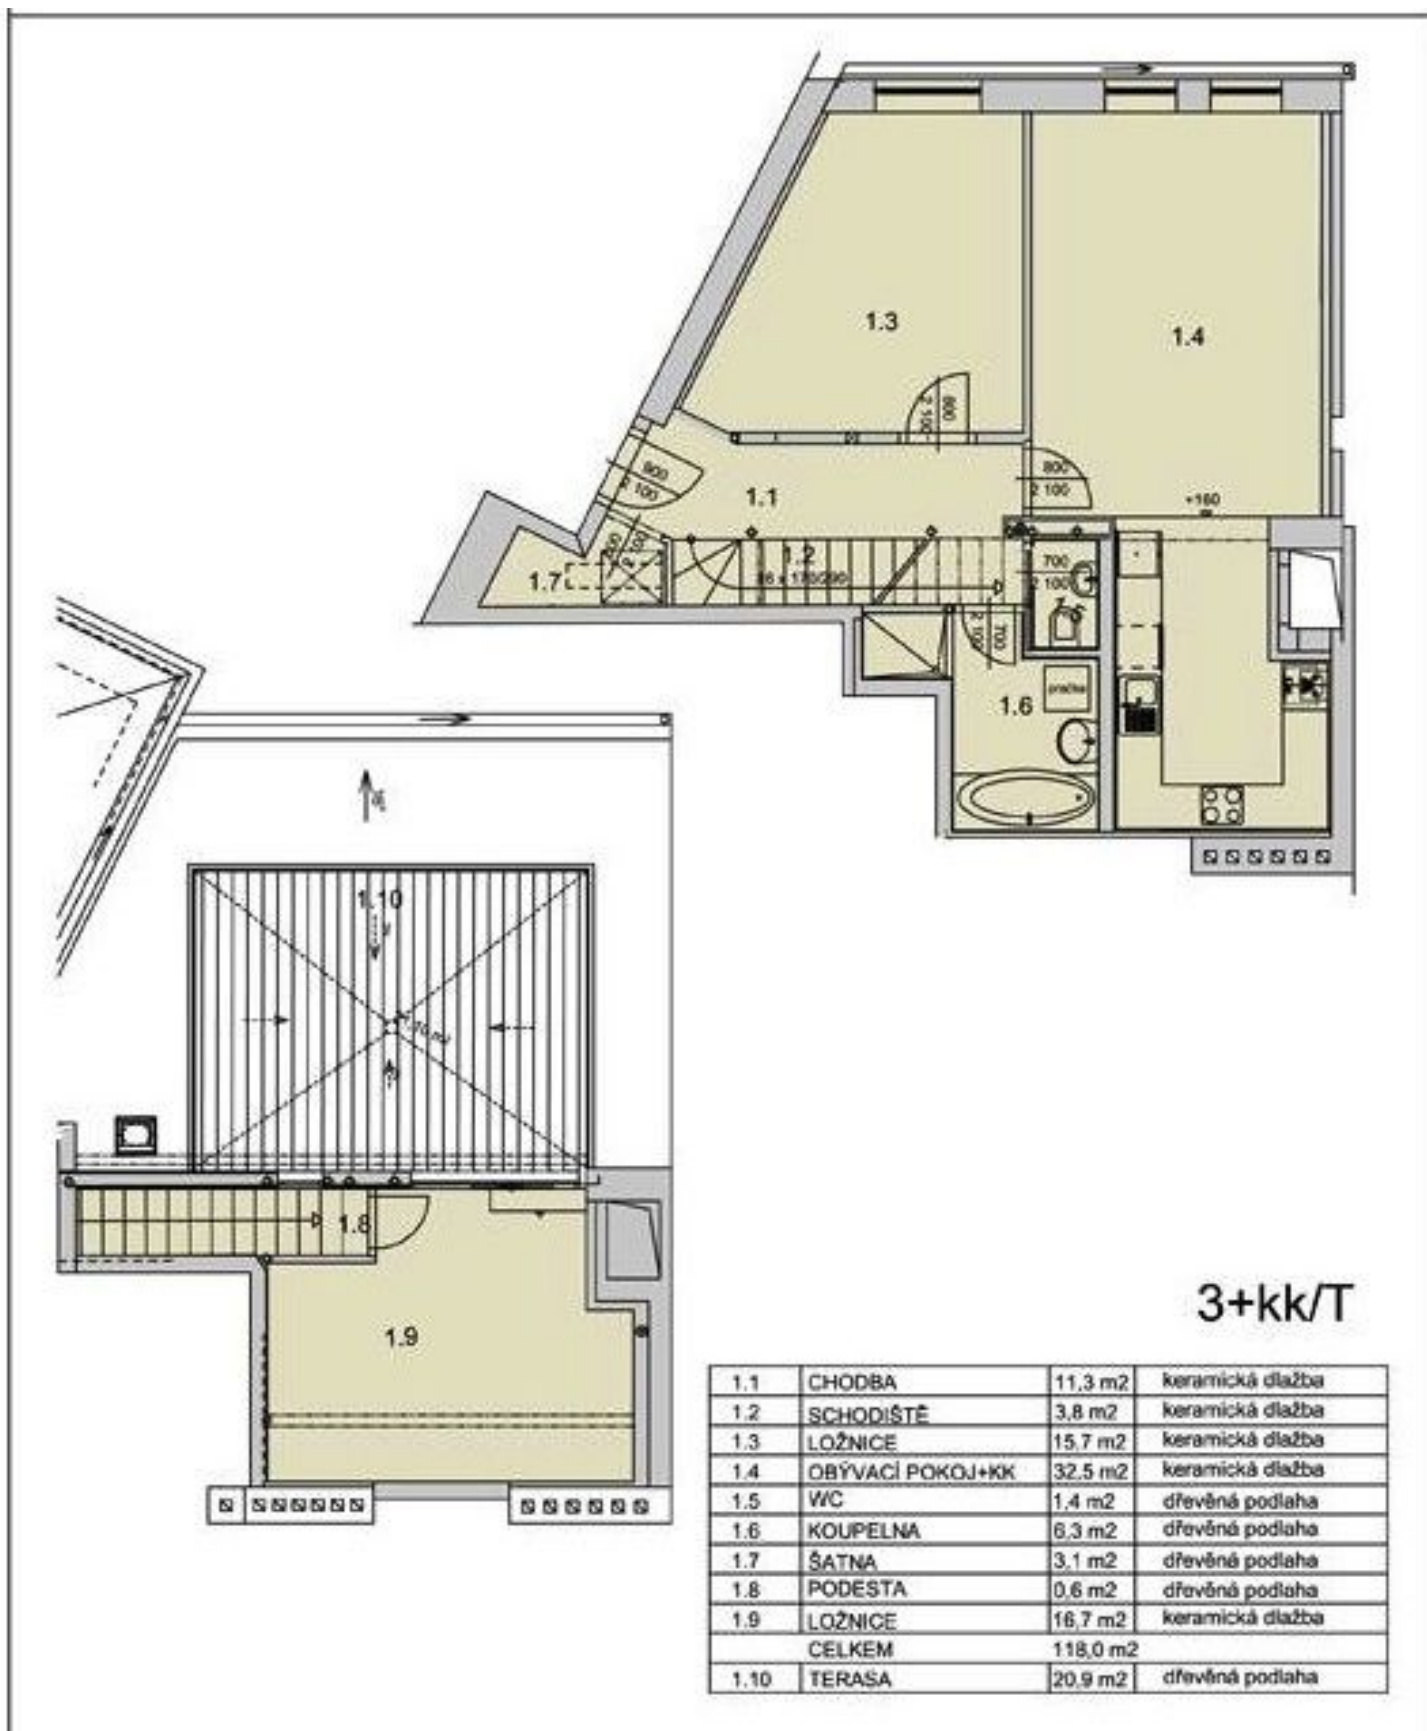 1.3
1.4
800
2 100
900
2 100
800
2 100
1.1
+160
1.2
16 x 170/290
700
2 100
1.7
700
2 100
pračka
1.6
1.10
1.8
1.9
3+kk/T
1.1 CHODBA 11,3 m2 keramická dlažba
1.2 SCHODIŠTĚ 3,8 m2 keramická dlažba
1.3 LOŽNICE 15,7 m2 keramická dlažba
1.4 OBÝVACÍ POKOJ+KK 32,5 m2 keramická dlažba
1.5 WC 1,4 m2 dřevěná podlaha
1.6 KOUPELNA 6,3 m2 dřevěná podlaha
1.7 ŠATNA 3,1 m2 dřevěná podlaha
1.8 PODESTA 0,6 m2 dřevěná podlaha
1.9 LOŽNICE 16,7 m2 keramická dlažba
CELKEM 118,0 m2
1.10 TERASA 20,9 m2 dřevěná podlaha